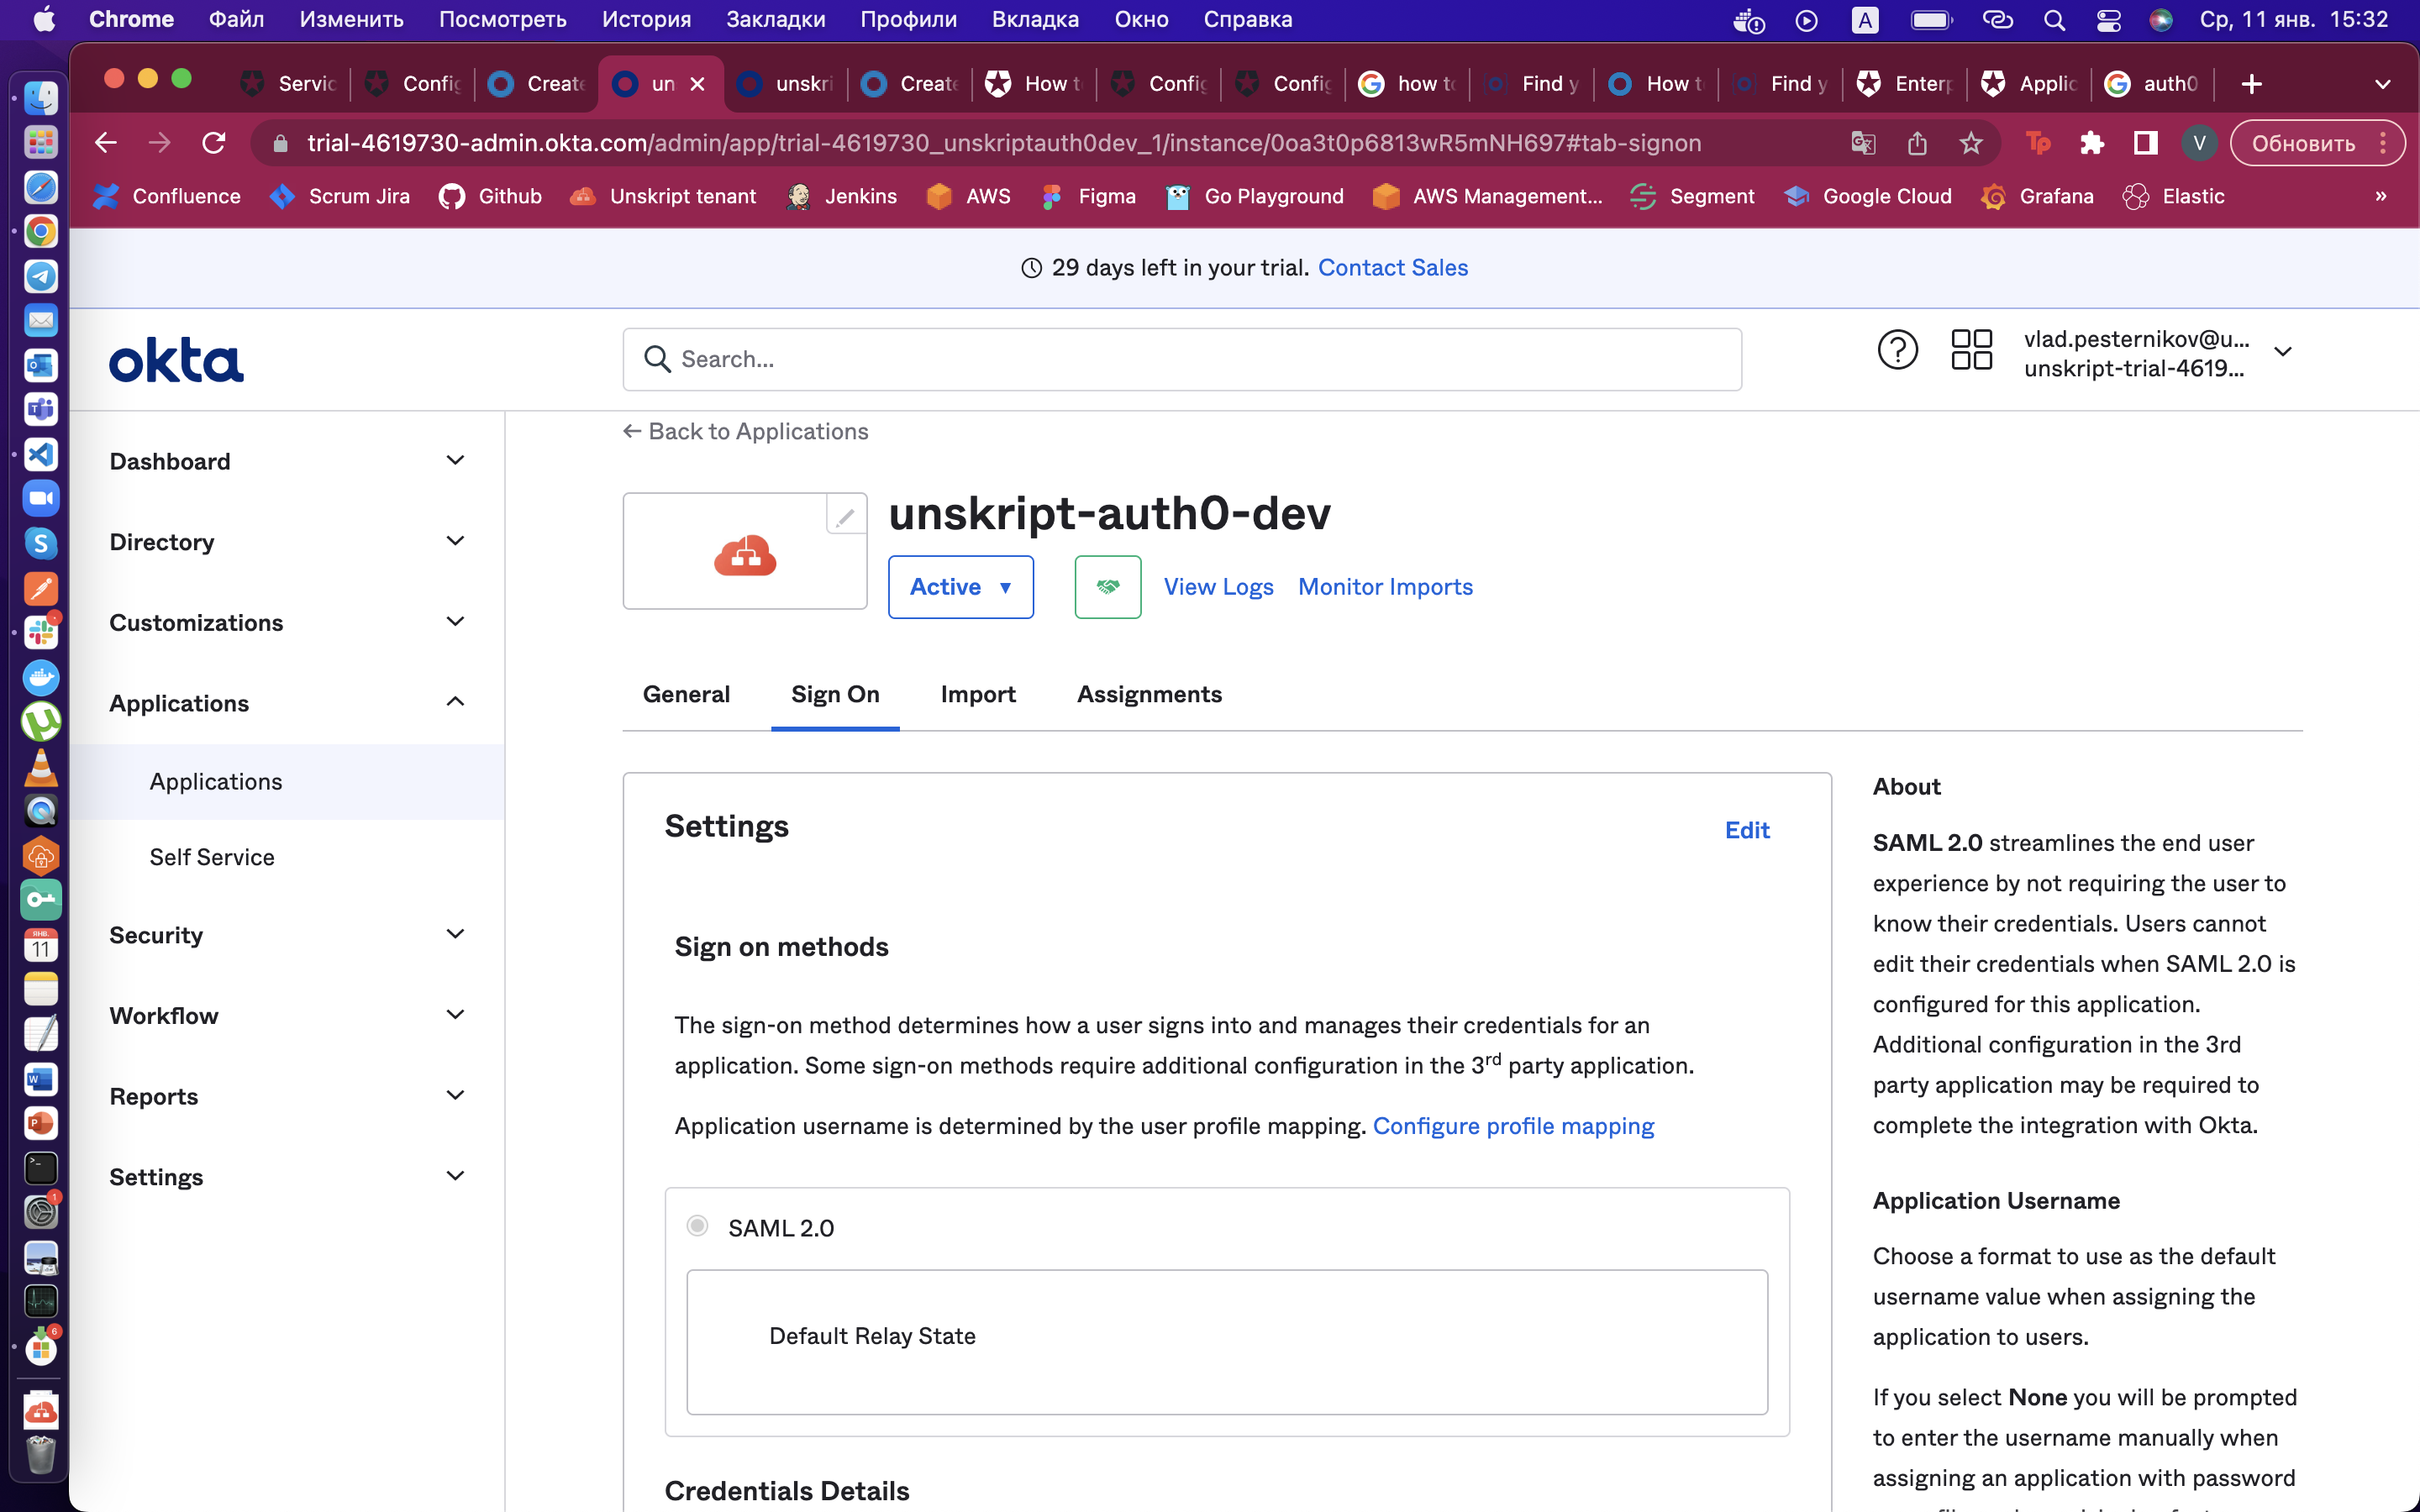 Chrome Файл Изменить Посмотреть История Закладки Профили Вкладка Окно Справка A Ср, 11 янв. 15:32
Servic Config Create un unskri Create How to Config Config how to Find y How to Find y Enterp Applic auth0
trial-4619730-admin.okta.com/admin/app/trial-4619730_unskriptauth0dev_1/instance/0oa3t0p6813wR5mNH697#tab-signon Tp V Обновить
Confluence Scrum Jira Github Unskript tenant Jenkins AWS Figma Go Playground AWS Management... Segment Google Cloud Grafana Elastic »
29 days left in your trial. Contact Sales
okta
Search...
vlad.pesternikov@u...
unskript-trial-4619...
Dashboard
Directory
Customizations
Applications
Applications
Self Service
Security
Workflow
Reports
Settings
← Back to Applications
unskript-auth0-dev
Active ▼ View Logs Monitor Imports
General Sign On Import Assignments
Settings Edit
Sign on methods
The sign-on method determines how a user signs into and manages their credentials for an
application. Some sign-on methods require additional configuration in the 3rd party application.
Application username is determined by the user profile mapping. Configure profile mapping
SAML 2.0
Default Relay State
Credentials Details
About
SAML 2.0 streamlines the end user
experience by not requiring the user to
know their credentials. Users cannot
edit their credentials when SAML 2.0 is
configured for this application.
Additional configuration in the 3rd
party application may be required to
complete the integration with Okta.
Application Username
Choose a format to use as the default
username value when assigning the
application to users.
If you select None you will be prompted
to enter the username manually when
assigning an application with password
ЯНВ.
11